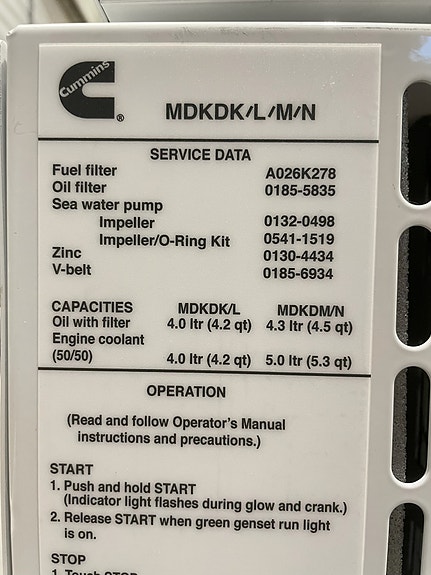 Cummins
®
MDKDK/L/M/N
SERVICE DATA
Fuel filter A026K278
Oil filter 0185-5835
Sea water pump
Impeller 0132-0498
Impeller/O-Ring Kit 0541-1519
Zinc 0130-4434
V-belt 0185-6934
CAPACITIES MDKDK/L MDKDM/N
Oil with filter 4.0 ltr (4.2 qt) 4.3 ltr (4.5 qt)
Engine coolant
(50/50) 4.0 ltr (4.2 qt) 5.0 ltr (5.3 qt)
OPERATION
(Read and follow Operator's Manual
instructions and precautions.)
START
1. Push and hold START
(Indicator light flashes during glow and crank.)
2. Release START when green genset run light
is on.
STOP
1. Touch STOP